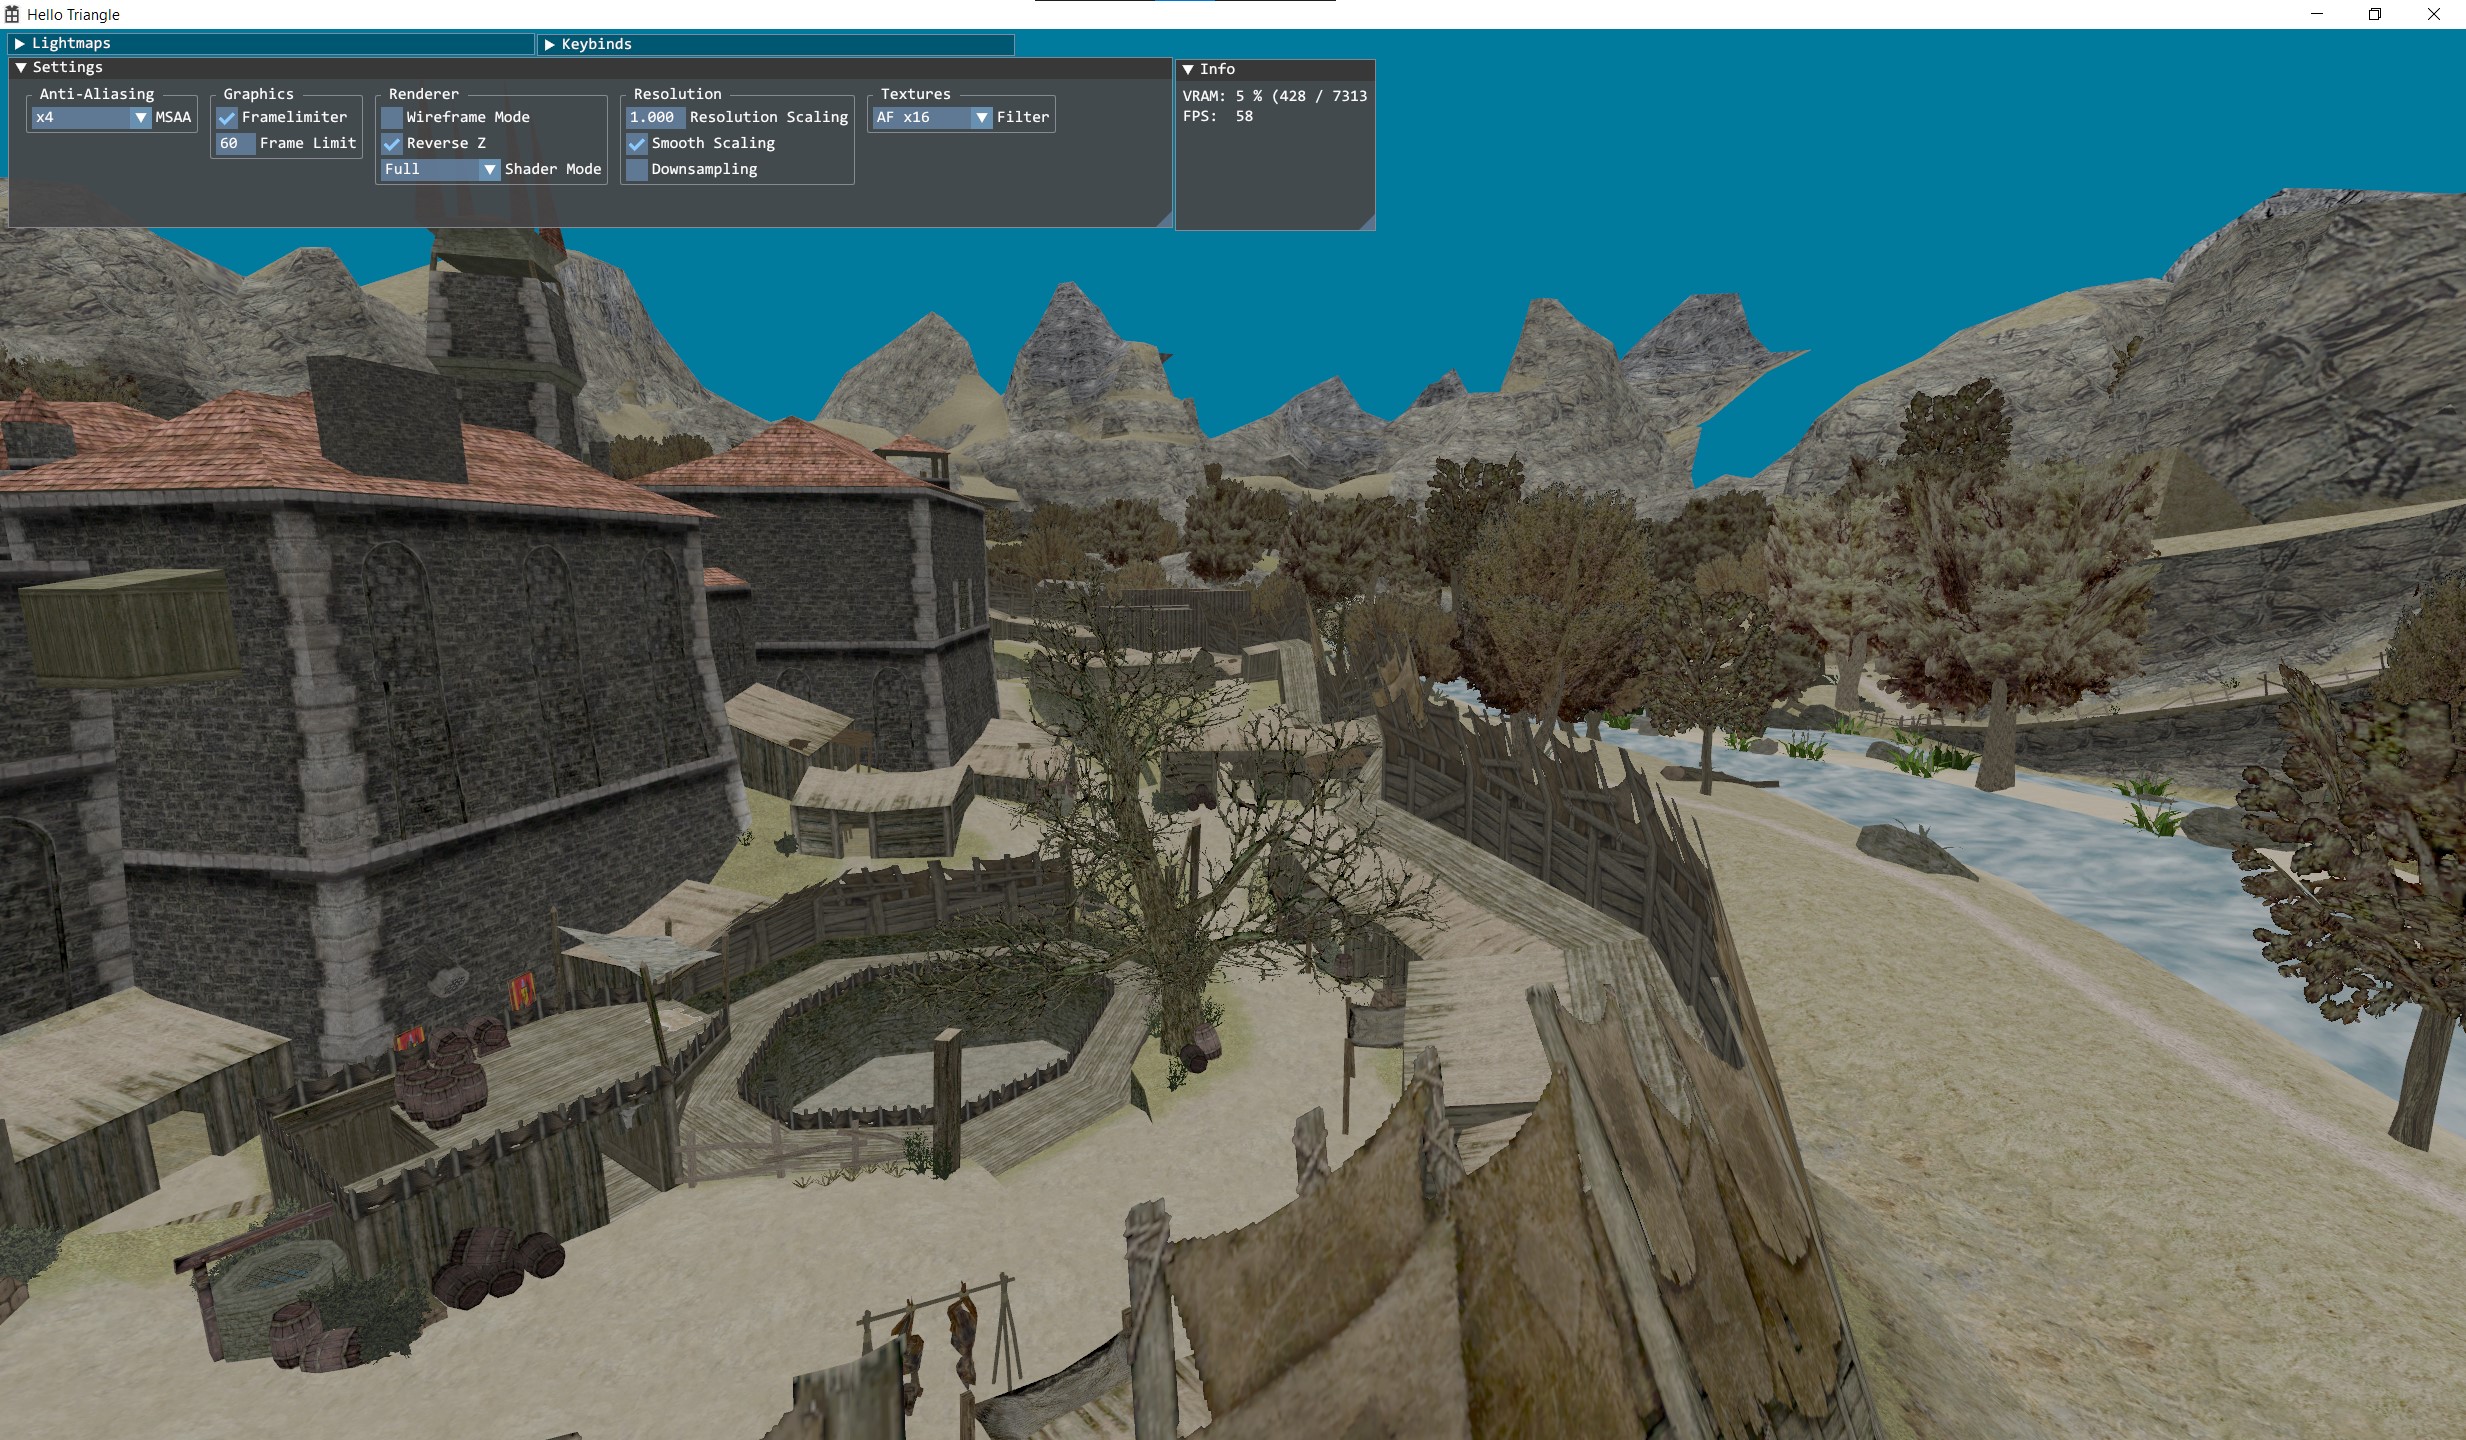 Hello Triangle
Lightmaps
Keybinds
Settings
Info
Anti-Aliasing
Graphics
Renderer
Resolution
Textures
x4 MSAA
Framelimiter
Wireframe Mode
1.000 Resolution Scaling
AF x16 Filter
60 Frame Limit
Reverse Z
Smooth Scaling
Full Shader Mode
Downsampling
VRAM: 5 % (428 / 7313
FPS: 58